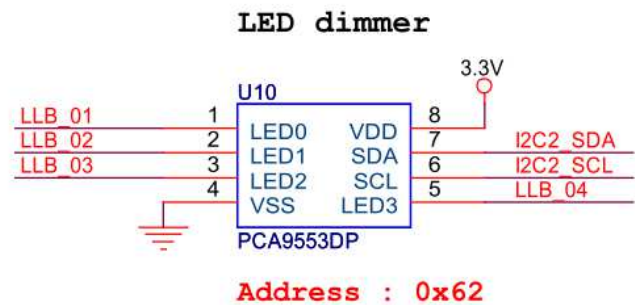 LED dimmer
3.3V
U10
LLB_01 1 LED0 VDD 8
LLB_02 2 LED1 SDA 7 I2C2_SDA
LLB_03 3 LED2 SCL 6 I2C2_SCL
4 VSS LED3 5 LLB_04
PCA9553DP
Address : 0x62